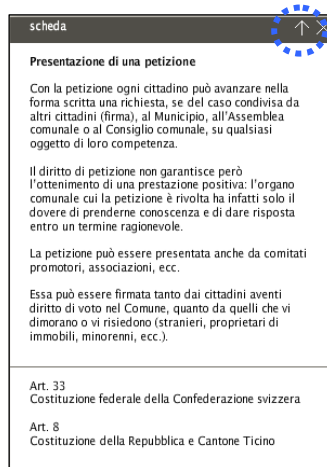 scheda
Presentazione di una petizione
Con la petizione ogni cittadino può avanzare nella
forma scritta una richiesta, se del caso condivisa da
altri cittadini (firma), al Municipio, all'Assemblea
comunale o al Consiglio comunale, su qualsiasi
oggetto di loro competenza.
Il diritto di petizione non garantisce però
l'ottenimento di una prestazione positiva: l'organo
comunale cui la petizione è rivolta ha infatti solo il
dovere di prenderne conoscenza e di dare risposta
entro un termine ragionevole.
La petizione può essere presentata anche da comitati
promotori, associazioni, ecc.
Essa può essere firmata tanto dai cittadini aventi
diritto di voto nel Comune, quanto da quelli che vi
dimorano o vi risiedono (stranieri, proprietari di
immobili, minorenni, ecc.).
Art. 33
Costituzione federale della Confederazione svizzera
Art. 8
Costituzione della Repubblica e Cantone Ticino